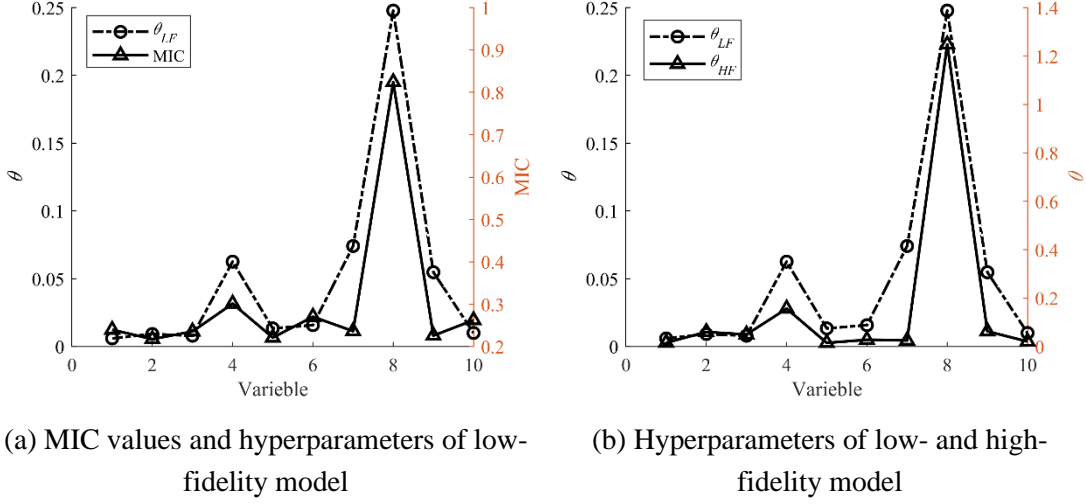 0.25
0.2
0.15
0.1
0.05
0
θ
θLF
MIC
1
0.9
0.8
0.7
0.6
0.5
0.4
0.3
0.2
MIC
0 2 4 6 8 10
Varieble
0.25
0.2
0.15
0.1
0.05
0
θ
θLF
θHF
1.4
1.2
1
0.8
0.6
0.4
0.2
0
θ
0 2 4 6 8 10
Varieble
(a) MIC values and hyperparameters of low-
fidelity model
(b) Hyperparameters of low- and high-
fidelity model